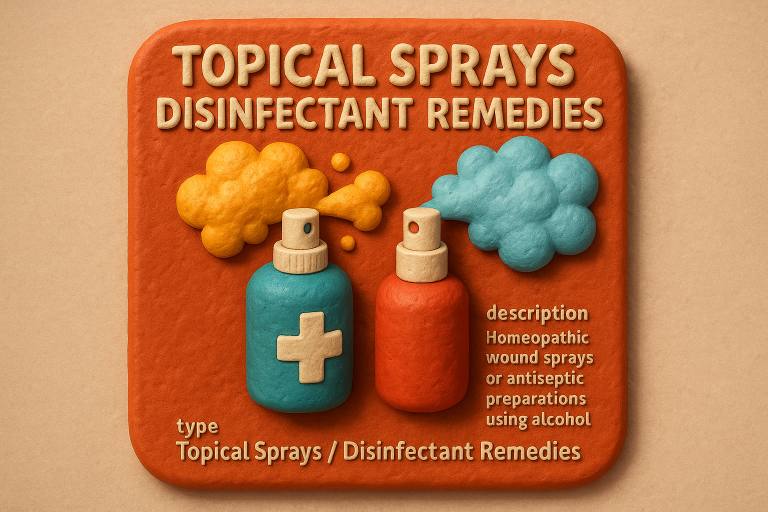 TOPICAL SPRAYS
DISINFECTANT REMEDIES
description
Homeopathic
wound sprays
or antiseptic
preparations
using alcohol
type
Topical Sprays / Disinfectant Remedies